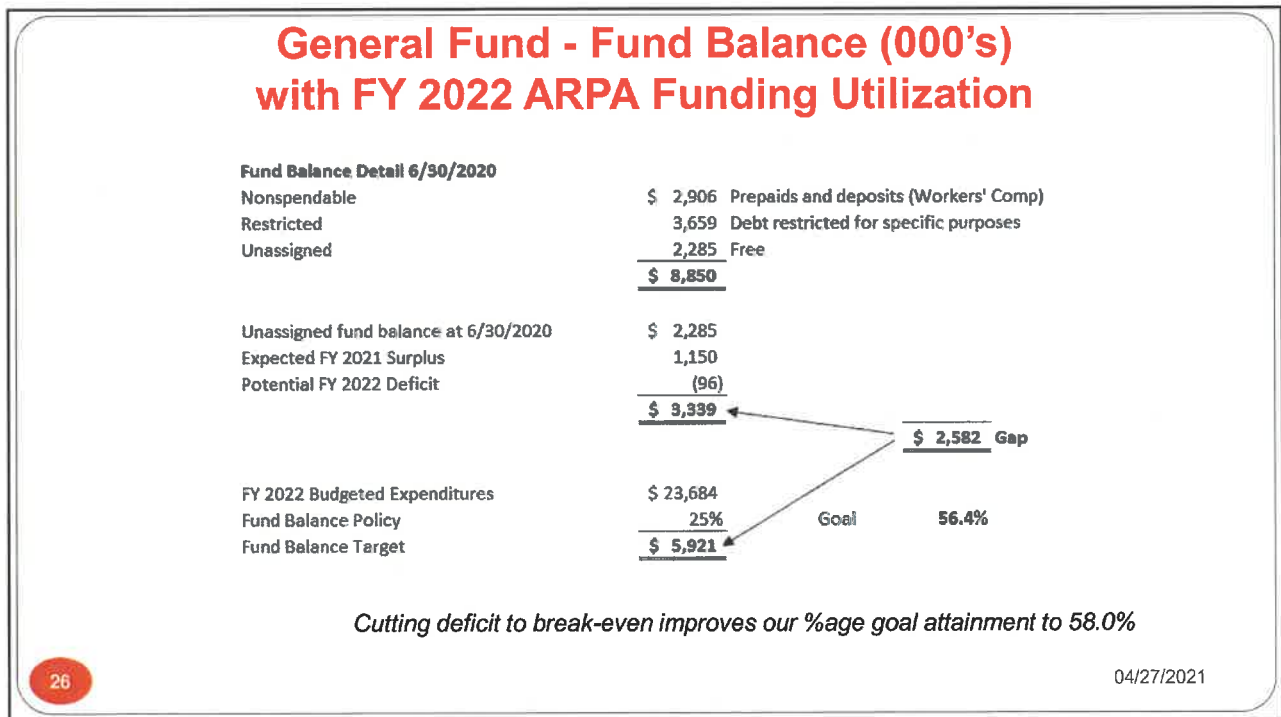 General Fund - Fund Balance (000's)
with FY 2022 ARPA Funding Utilization
Fund Balance Detail 6/30/2020
Nonspendable $ 2,906 Prepaids and deposits (Workers' Comp)
Restricted 3,659 Debt restricted for specific purposes
Unassigned 2,285 Free
$ 8,850
Unassigned fund balance at 6/30/2020 $ 2,285
Expected FY 2021 Surplus 1,150
Potential FY 2022 Deficit (96)
$ 3,339
$ 2,582 Gap
FY 2022 Budgeted Expenditures $ 23,684
Fund Balance Policy 25% Goal 56.4%
Fund Balance Target $ 5,921
Cutting deficit to break-even improves our %age goal attainment to 58.0%
26
04/27/2021